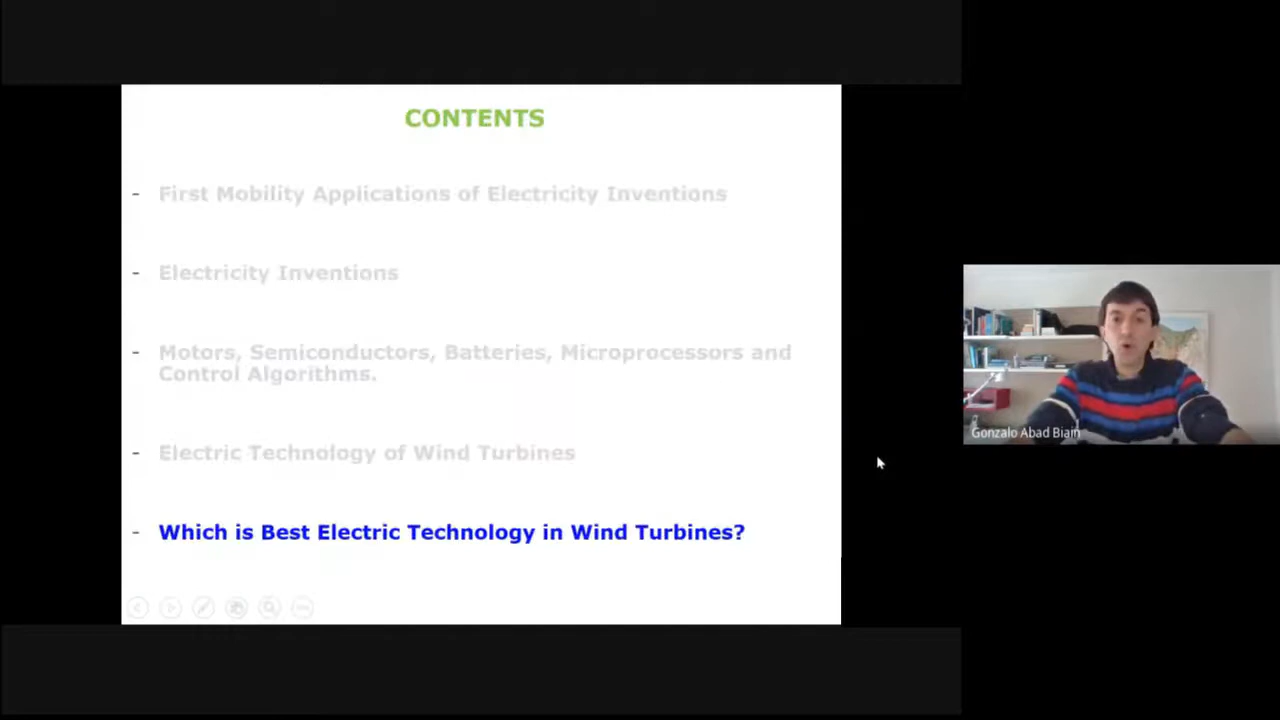 CONTENTS
- First Mobility Applications of Electricity Inventions
- Electricity Inventions
- Motors, Semiconductors, Batteries, Microprocessors and
Control Algorithms.
- Electric Technology of Wind Turbines
- Which is Best Electric Technology in Wind Turbines?
Gonzalo Abad Biain